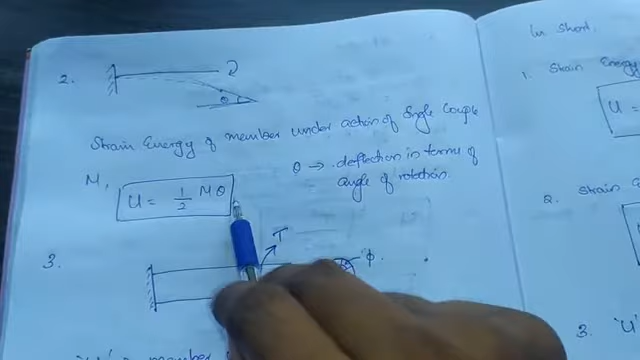 2.
Strain Energy of member under action of Single Couple
M,
U = 1/2 Mθ
θ → deflection in terms of
angle of rotation.
3.
T
ϕ
In Short,
1. Strain Energy
U =
2. Strain
3. 'U'